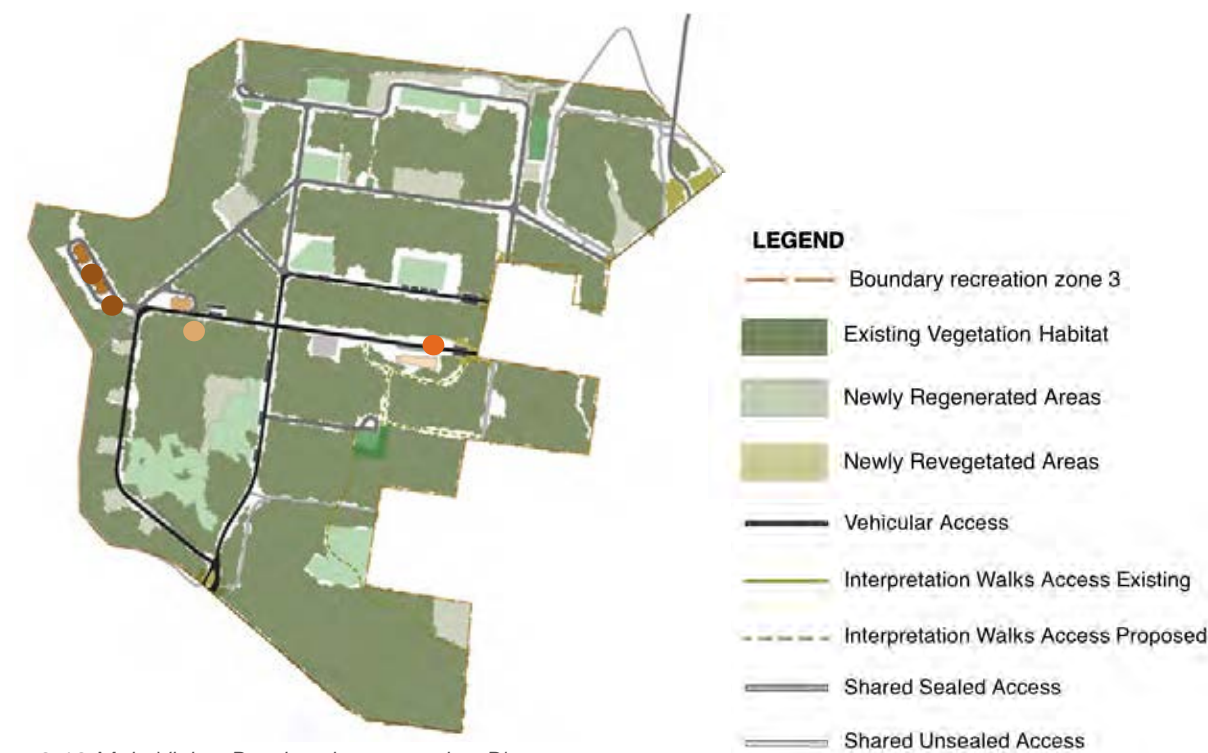 LEGEND
Boundary recreation zone 3
Existing Vegetation Habitat
Newly Regenerated Areas
Newly Revegetated Areas
Vehicular Access
Interpretation Walks Access Existing
Interpretation Walks Access Proposed
Shared Sealed Access
Shared Unsealed Access